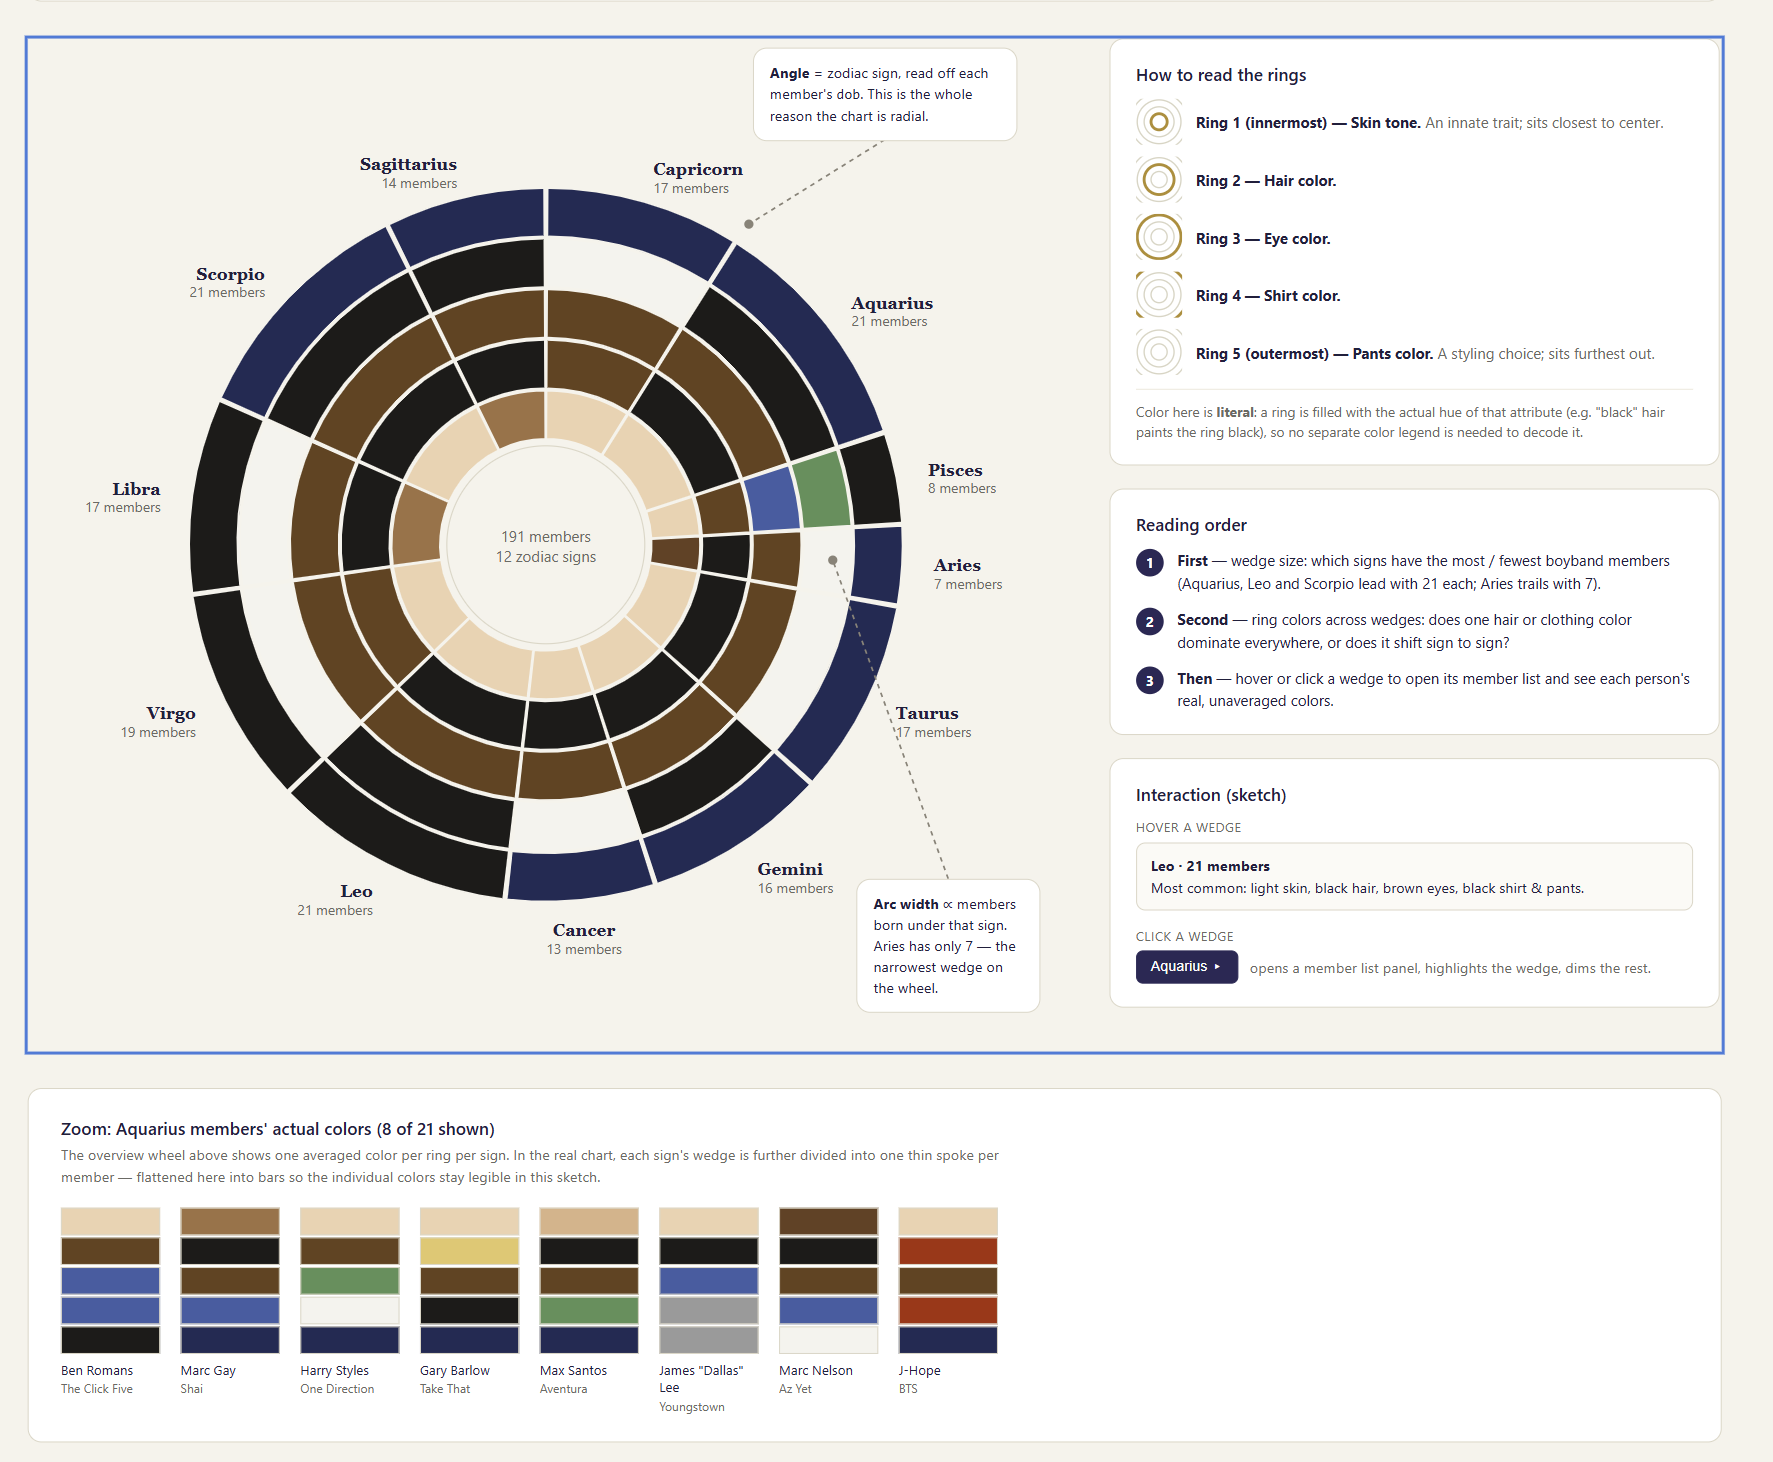 Angle = zodiac sign, read off each
member's dob. This is the whole
reason the chart is radial.
Sagittarius
14 members
Capricorn
17 members
Scorpio
21 members
Aquarius
21 members
Libra
17 members
Pisces
8 members
191 members
12 zodiac signs
Aries
7 members
Virgo
19 members
Taurus
17 members
Leo
21 members
Gemini
16 members
Cancer
13 members
Arc width ∝ members
born under that sign.
Aries has only 7 — the
narrowest wedge on
the wheel.
How to read the rings
Ring 1 (innermost) — Skin tone. An innate trait; sits closest to center.
Ring 2 — Hair color.
Ring 3 — Eye color.
Ring 4 — Shirt color.
Ring 5 (outermost) — Pants color. A styling choice; sits furthest out.
Color here is literal: a ring is filled with the actual hue of that attribute (e.g. "black" hair
paints the ring black), so no separate color legend is needed to decode it.
Reading order
1 First — wedge size: which signs have the most / fewest boyband members
(Aquarius, Leo and Scorpio lead with 21 each; Aries trails with 7).
2 Second — ring colors across wedges: does one hair or clothing color
dominate everywhere, or does it shift sign to sign?
3 Then — hover or click a wedge to open its member list and see each person's
real, unaveraged colors.
Interaction (sketch)
HOVER A WEDGE
Leo · 21 members
Most common: light skin, black hair, brown eyes, black shirt & pants.
CLICK A WEDGE
Aquarius ▸ opens a member list panel, highlights the wedge, dims the rest.
Zoom: Aquarius members' actual colors (8 of 21 shown)
The overview wheel above shows one averaged color per ring per sign. In the real chart, each sign's wedge is further divided into one thin spoke per
member — flattened here into bars so the individual colors stay legible in this sketch.
Ben Romans
The Click Five
Marc Gay
Shai
Harry Styles
One Direction
Gary Barlow
Take That
Max Santos
Aventura
James "Dallas"
Lee
Youngstown
Marc Nelson
Az Yet
J-Hope
BTS